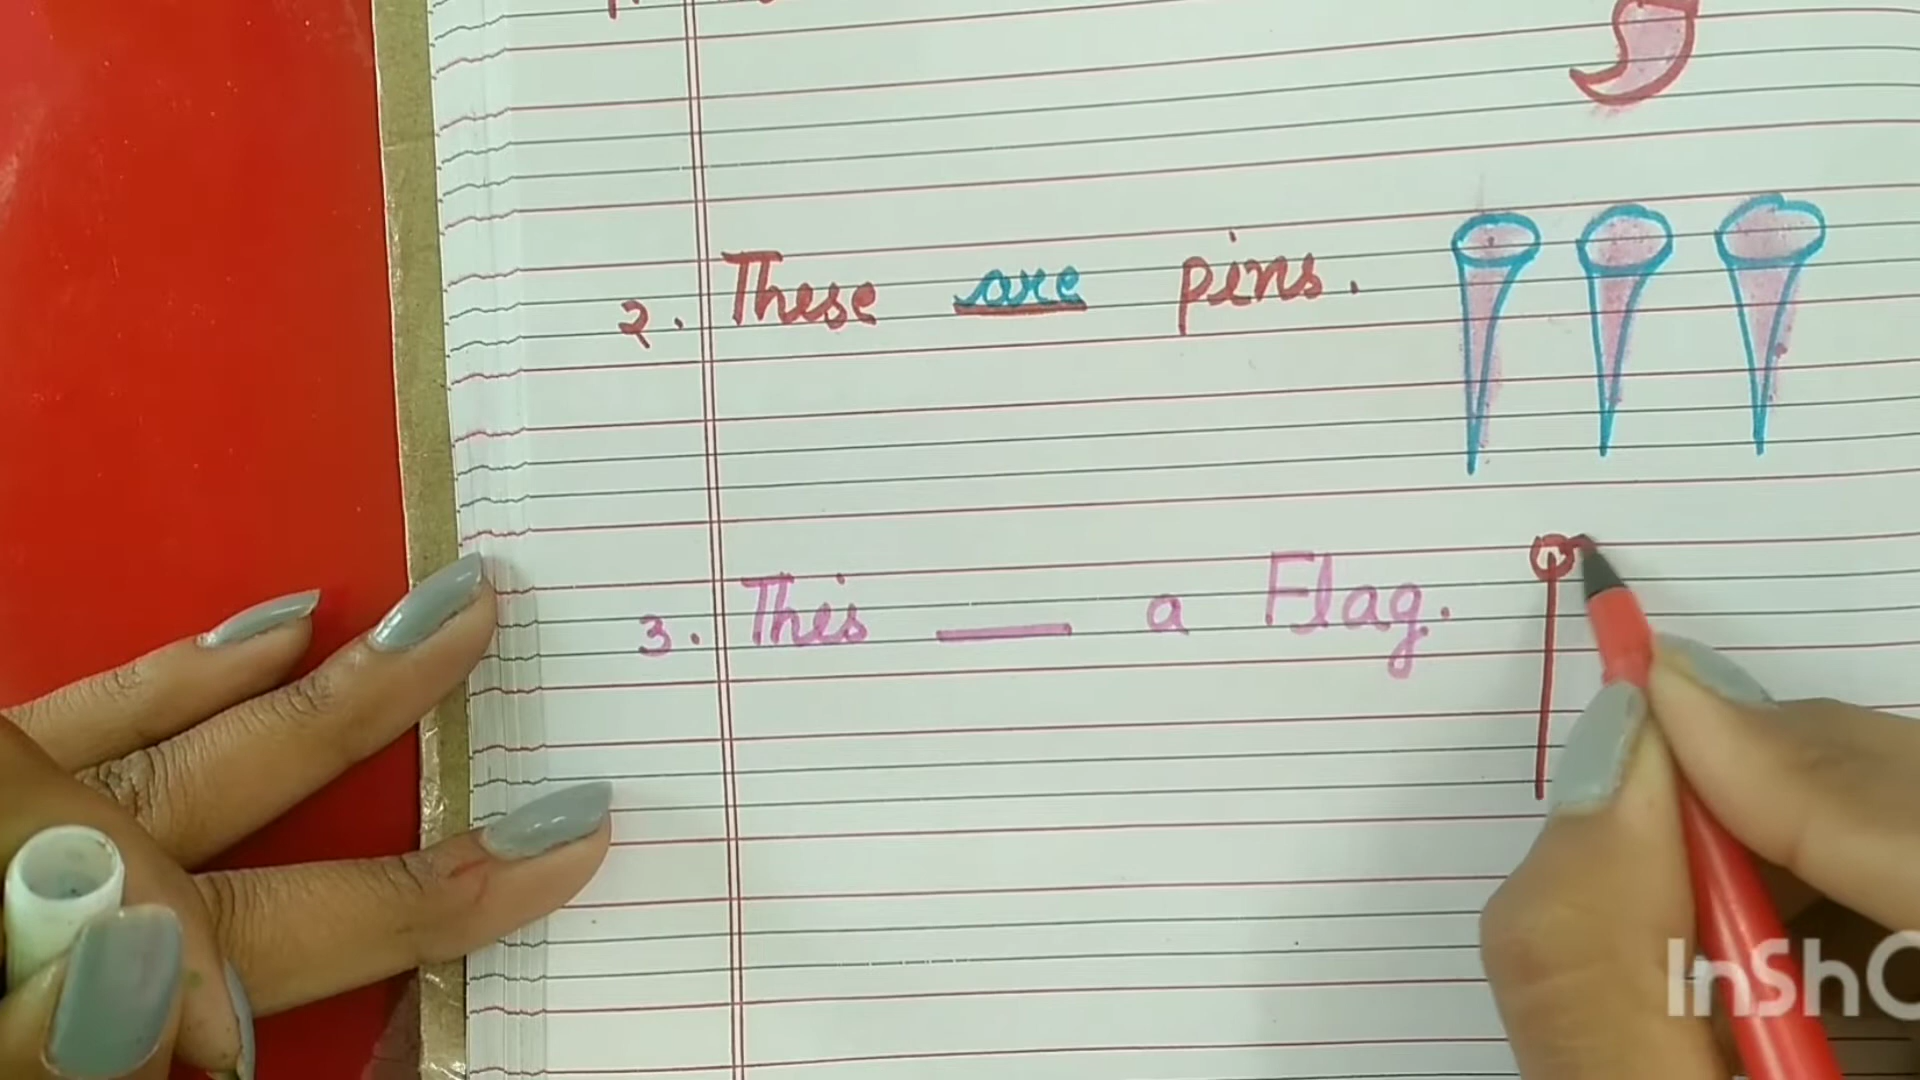 2. These are pins.
3. This ___ a Flag.
InSh